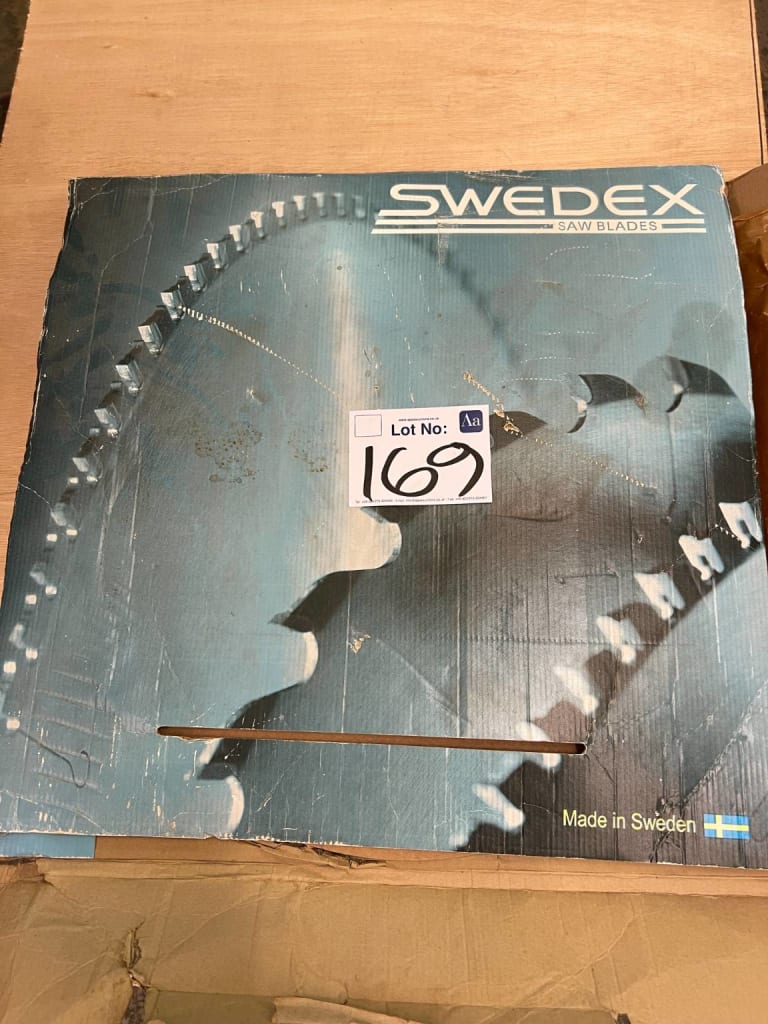 SWEDEX
SAW BLADES
Aa
Lot No:
169
Made in Sweden